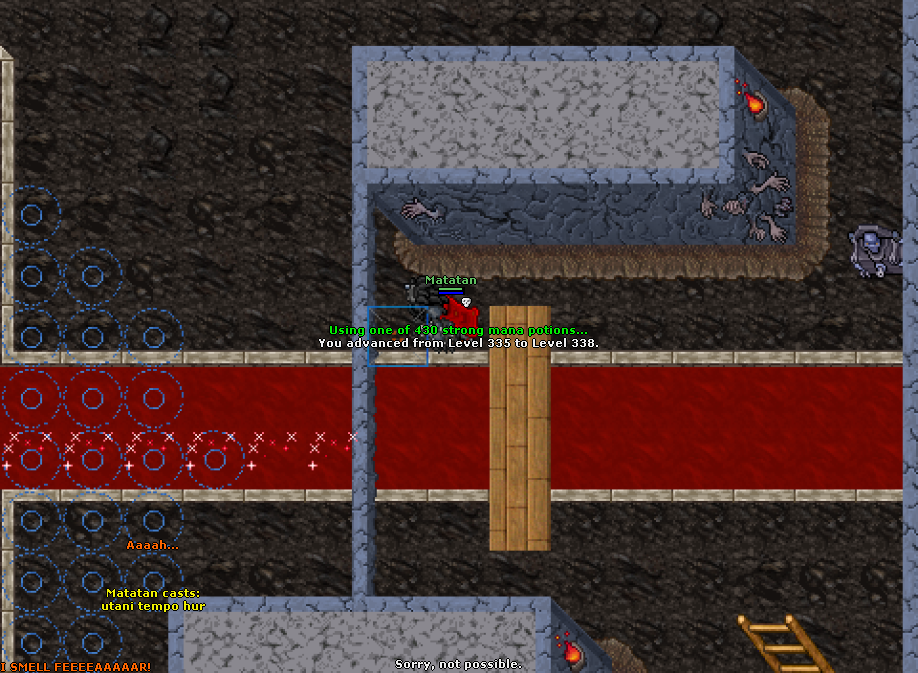 Matatan
Using one of 430 strong mana potions...
You advanced from Level 335 to Level 338.
Aaaah...
Matatan casts:
utani tempo hur
I SMELL FEEEEAAAAAR!
Sorry, not possible.